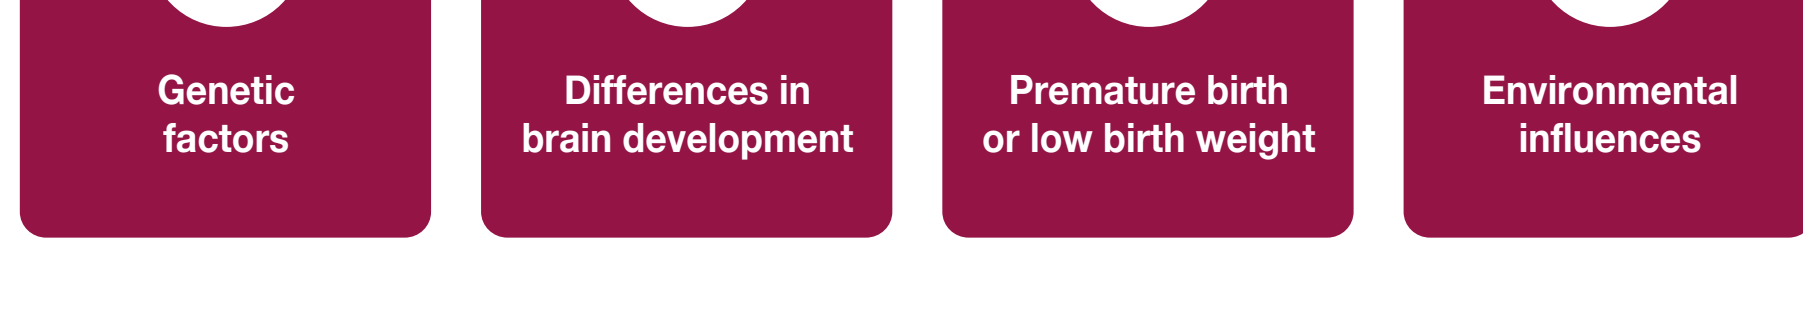 Genetic
factors
Differences in
brain development
Premature birth
or low birth weight
Environmental
influences